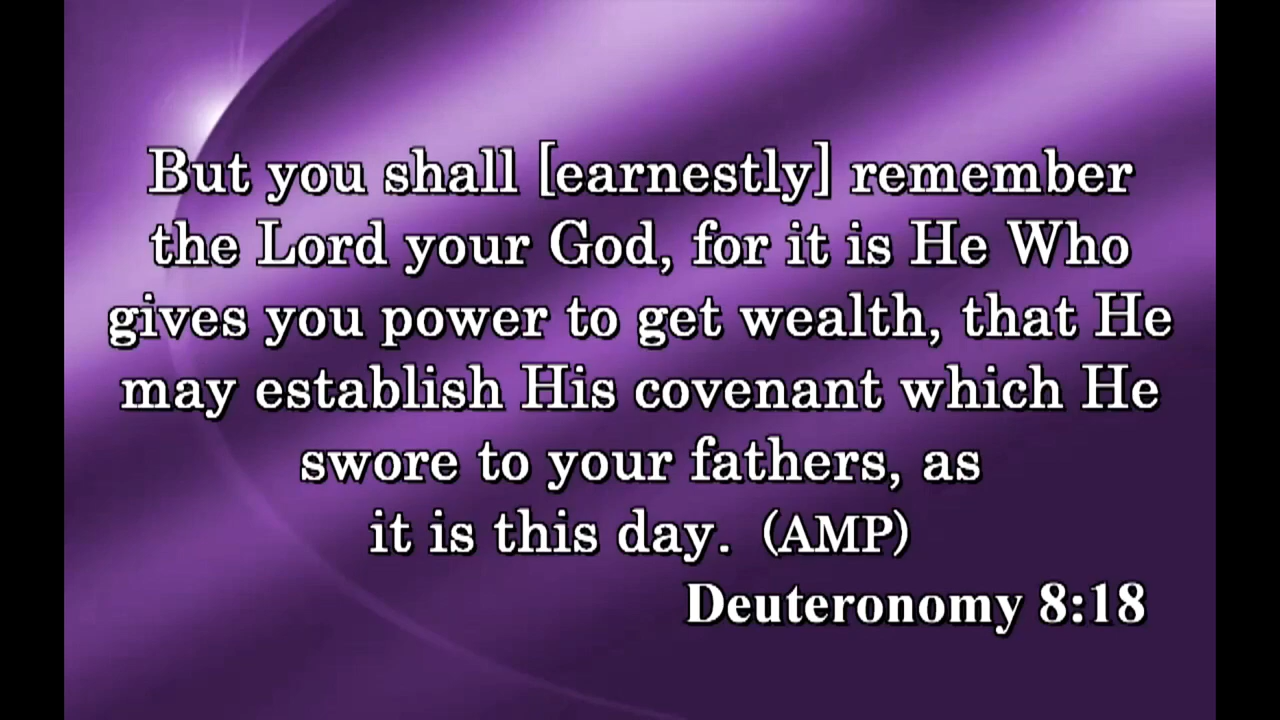 But you shall [earnestly] remember
the Lord your God, for it is He Who
gives you power to get wealth, that He
may establish His covenant which He
swore to your fathers, as
it is this day. (AMP)
Deuteronomy 8:18